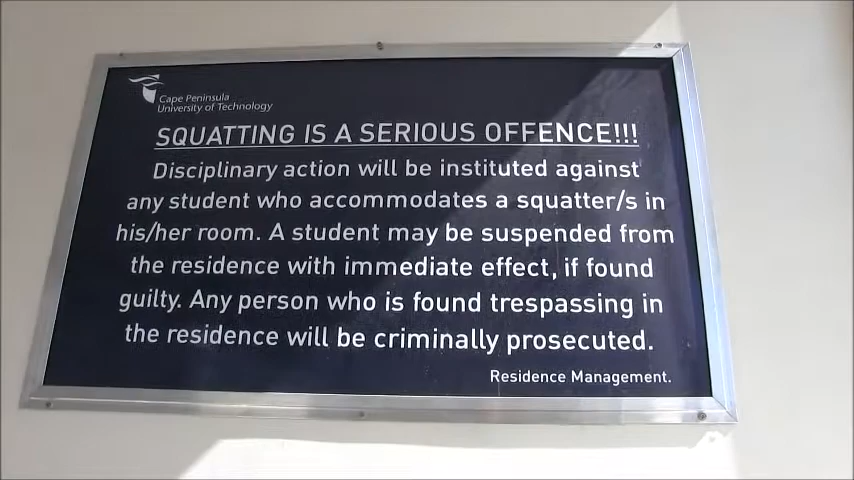 Cape Peninsula
University of Technology
SQUATTING IS A SERIOUS OFFENCE!!!
Disciplinary action will be instituted against
any student who accommodates a squatter/s in
his/her room. A student may be suspended from
the residence with immediate effect, if found
guilty. Any person who is found trespassing in
the residence will be criminally prosecuted.
Residence Management.